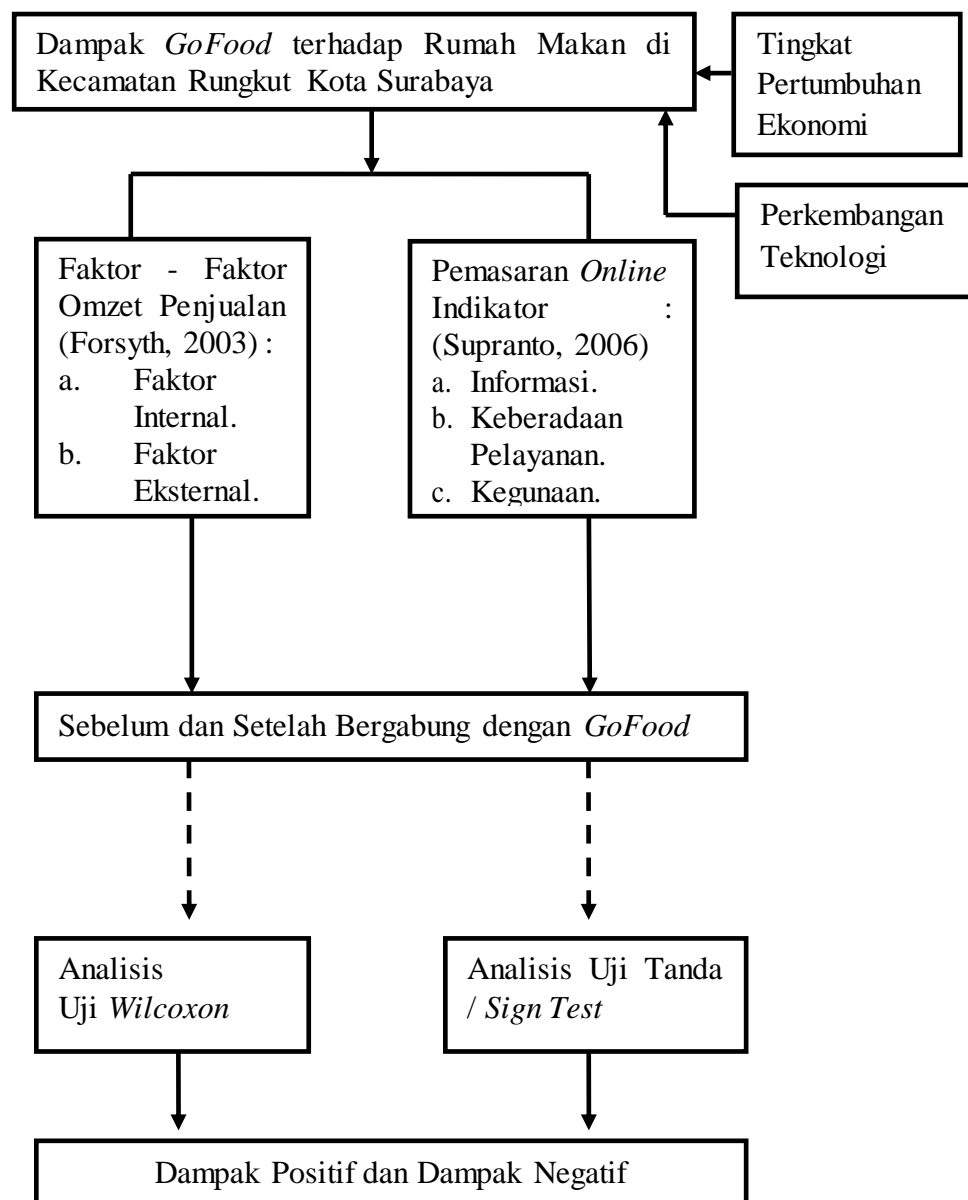 Dampak GoFood terhadap Rumah Makan di
Kecamatan Rungkut Kota Surabaya
Tingkat
Pertumbuhan
Ekonomi
Perkembangan
Teknologi
Faktor - Faktor
Omzet Penjualan
(Forsyth, 2003) :
a. Faktor
Internal.
b. Faktor
Eksternal.
Pemasaran Online
Indikator :
(Supranto, 2006)
a. Informasi.
b. Keberadaan
Pelayanan.
c. Kegunaan.
Sebelum dan Setelah Bergabung dengan GoFood
Analisis
Uji Wilcoxon
Analisis Uji Tanda
/ Sign Test
Dampak Positif dan Dampak Negatif